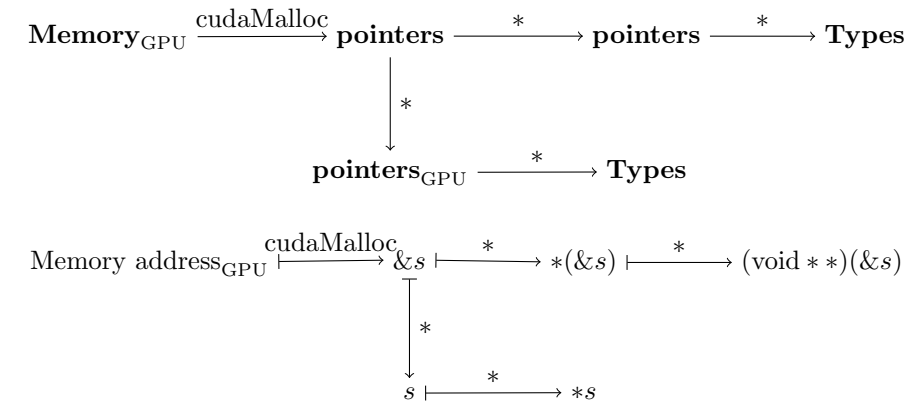 cudaMalloc * *
Memory_GPU pointers pointers Types
*
*
pointers_GPU Types
cudaMalloc * *
Memory address_GPU &s *(&s) (void * *)(&s)
*
*
s *s